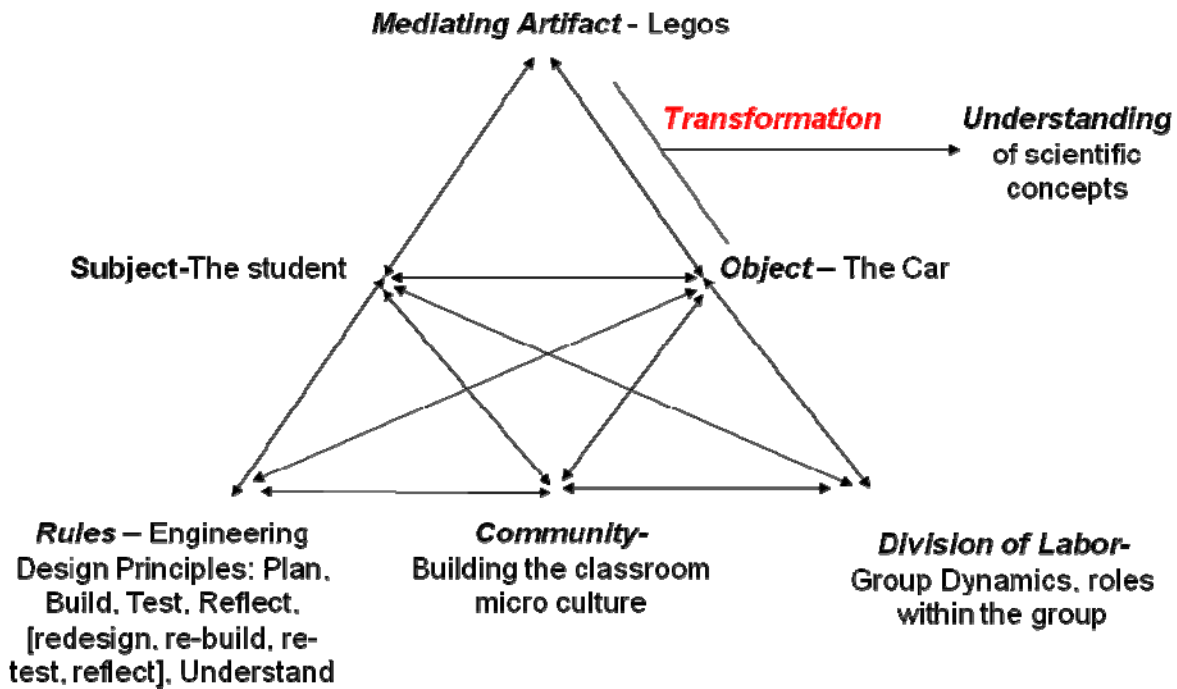 Mediating Artifact - Legos
Transformation
Understanding
of scientific
concepts
Subject-The student
Object – The Car
Rules – Engineering
Design Principles: Plan,
Build, Test, Reflect,
[redesign, re-build, re-
test, reflect], Understand
Community-
Building the classroom
micro culture
Division of Labor-
Group Dynamics, roles
within the group